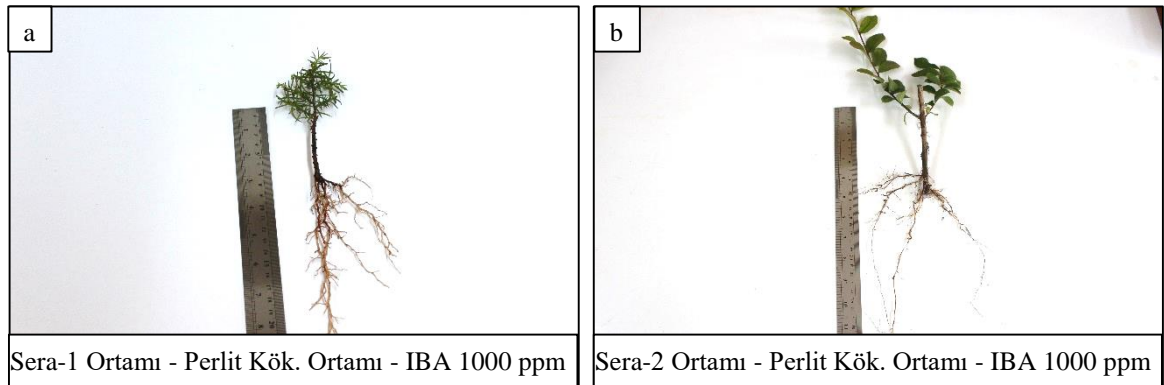 a
b
Sera-1 Ortamı - Perlit Kök. Ortamı - IBA 1000 ppm
Sera-2 Ortamı - Perlit Kök. Ortamı - IBA 1000 ppm